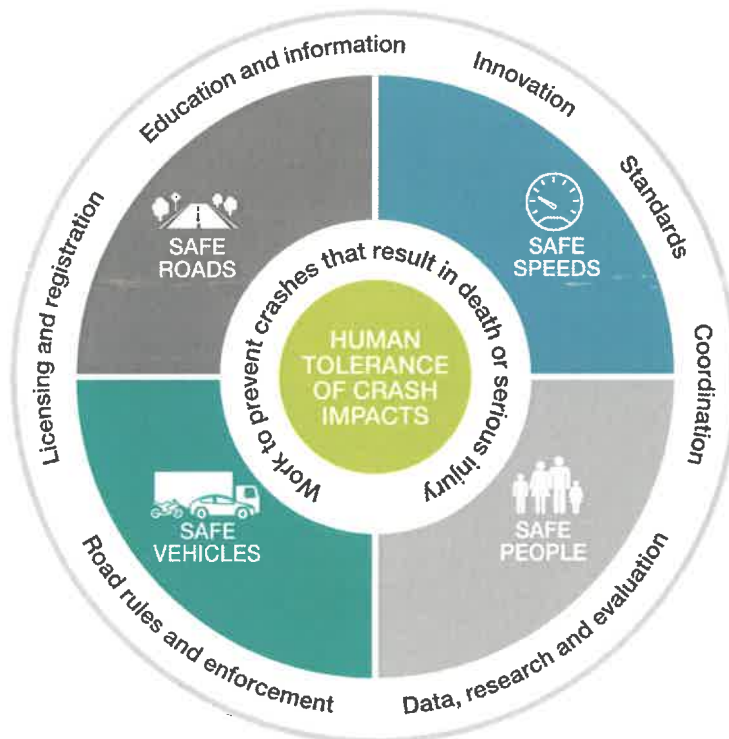 Education and information
Innovation
Standards
Coordination
Data, research and evaluation
Road rules and enforcement
Licensing and registration
SAFE
ROADS
SAFE
SPEEDS
SAFE
PEOPLE
SAFE
VEHICLES
Work to prevent crashes that result in death or serious injury
HUMAN
TOLERANCE
OF CRASH
IMPACTS